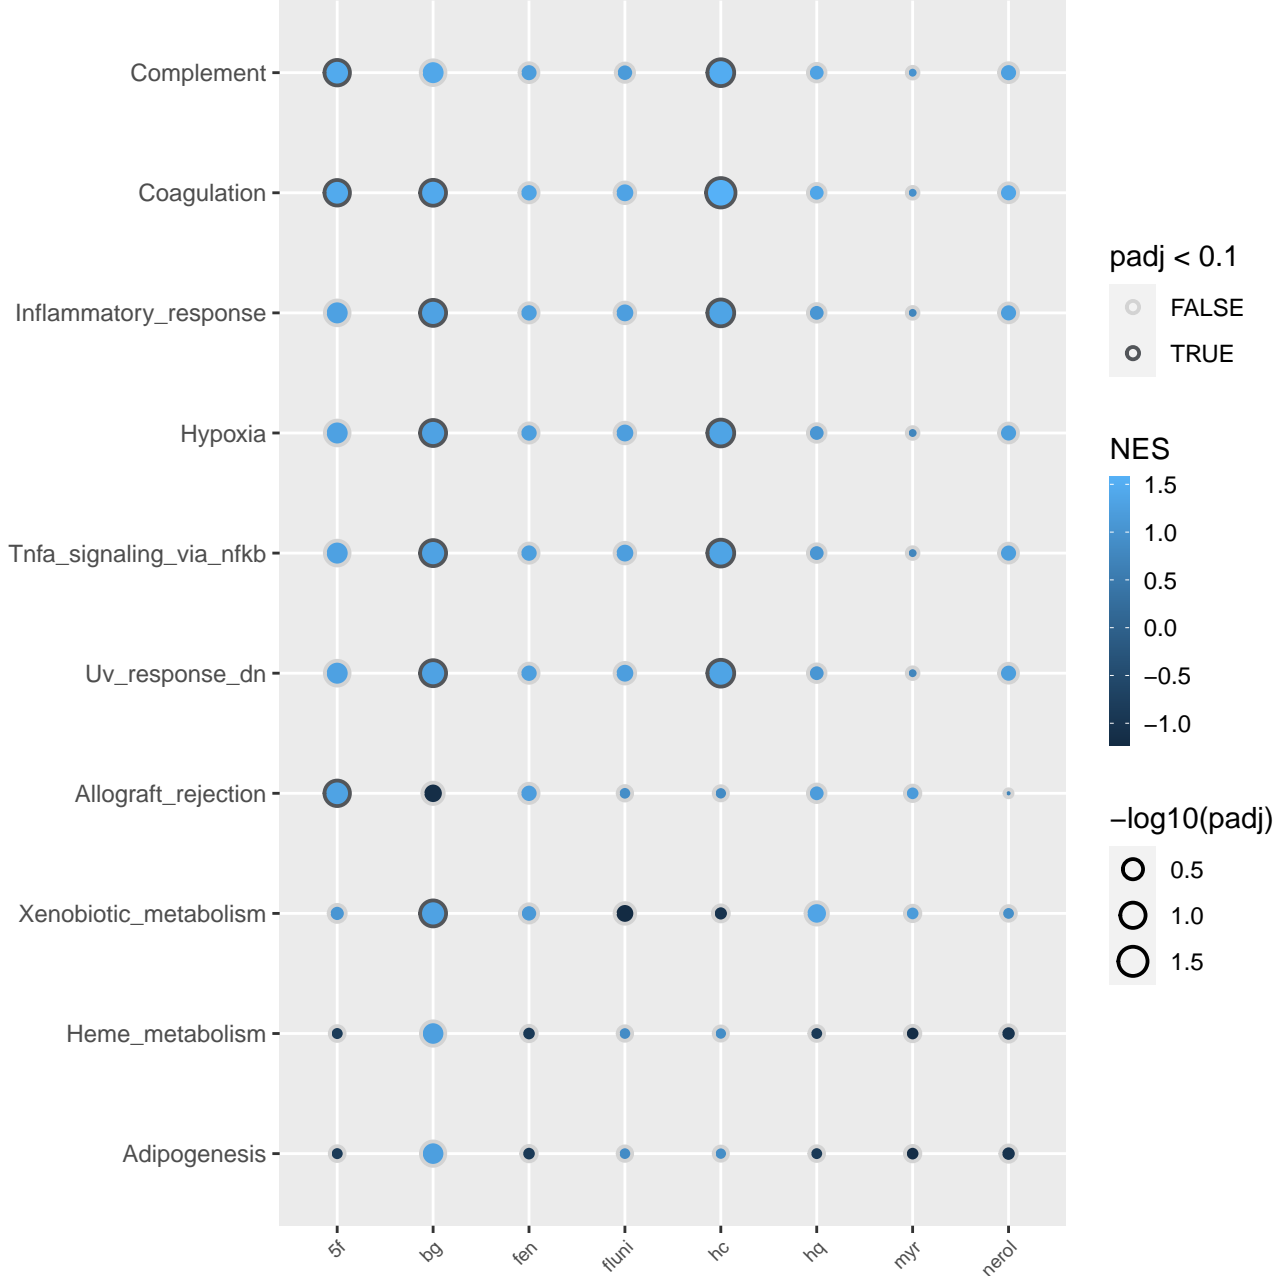 Complement
Coagulation
Inflammatory_response
Hypoxia
Tnfa_signaling_via_nfkb
Uv_response_dn
Allograft_rejection
Xenobiotic_metabolism
Heme_metabolism
Adipogenesis
5f
bg
fen
fluni
hc
hq
myr
nerol
padj < 0.1
FALSE
TRUE
NES
1.5
1.0
0.5
0.0
−0.5
−1.0
−log10(padj)
0.5
1.0
1.5